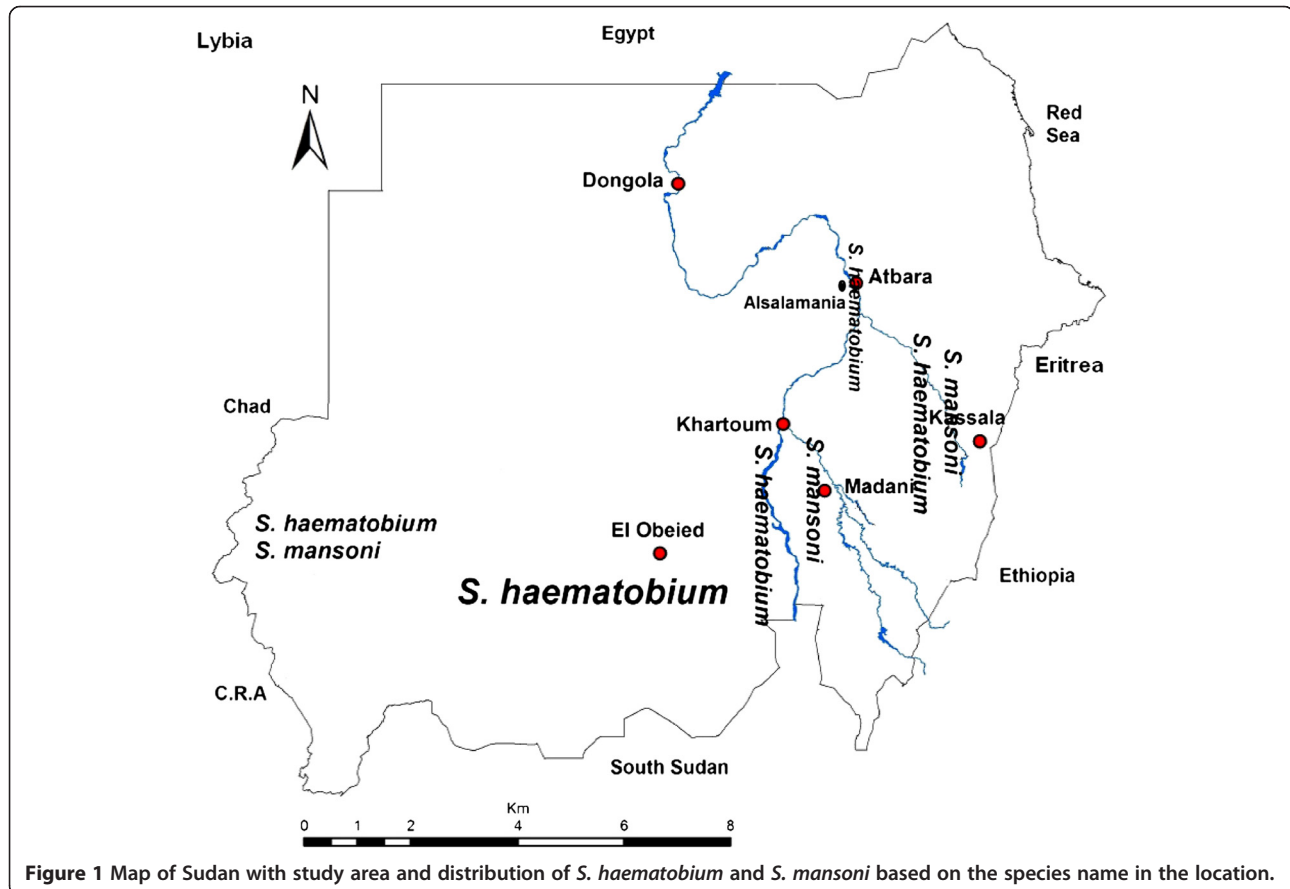 Lybia
Egypt
N
Red
Sea
Dongola
Atbara
Alsalamania
S. haematobium
S. haematobium
S. mansoni
Eritrea
Chad
Khartoum
Kassala
S. haematobium
S. mansoni
Madani
S. haematobium
S. mansoni
El Obeied
S. haematobium
Ethiopia
C.R.A
South Sudan
Km
0 1 2 4 6 8
Figure 1 Map of Sudan with study area and distribution of S. haematobium and S. mansoni based on the species name in the location.